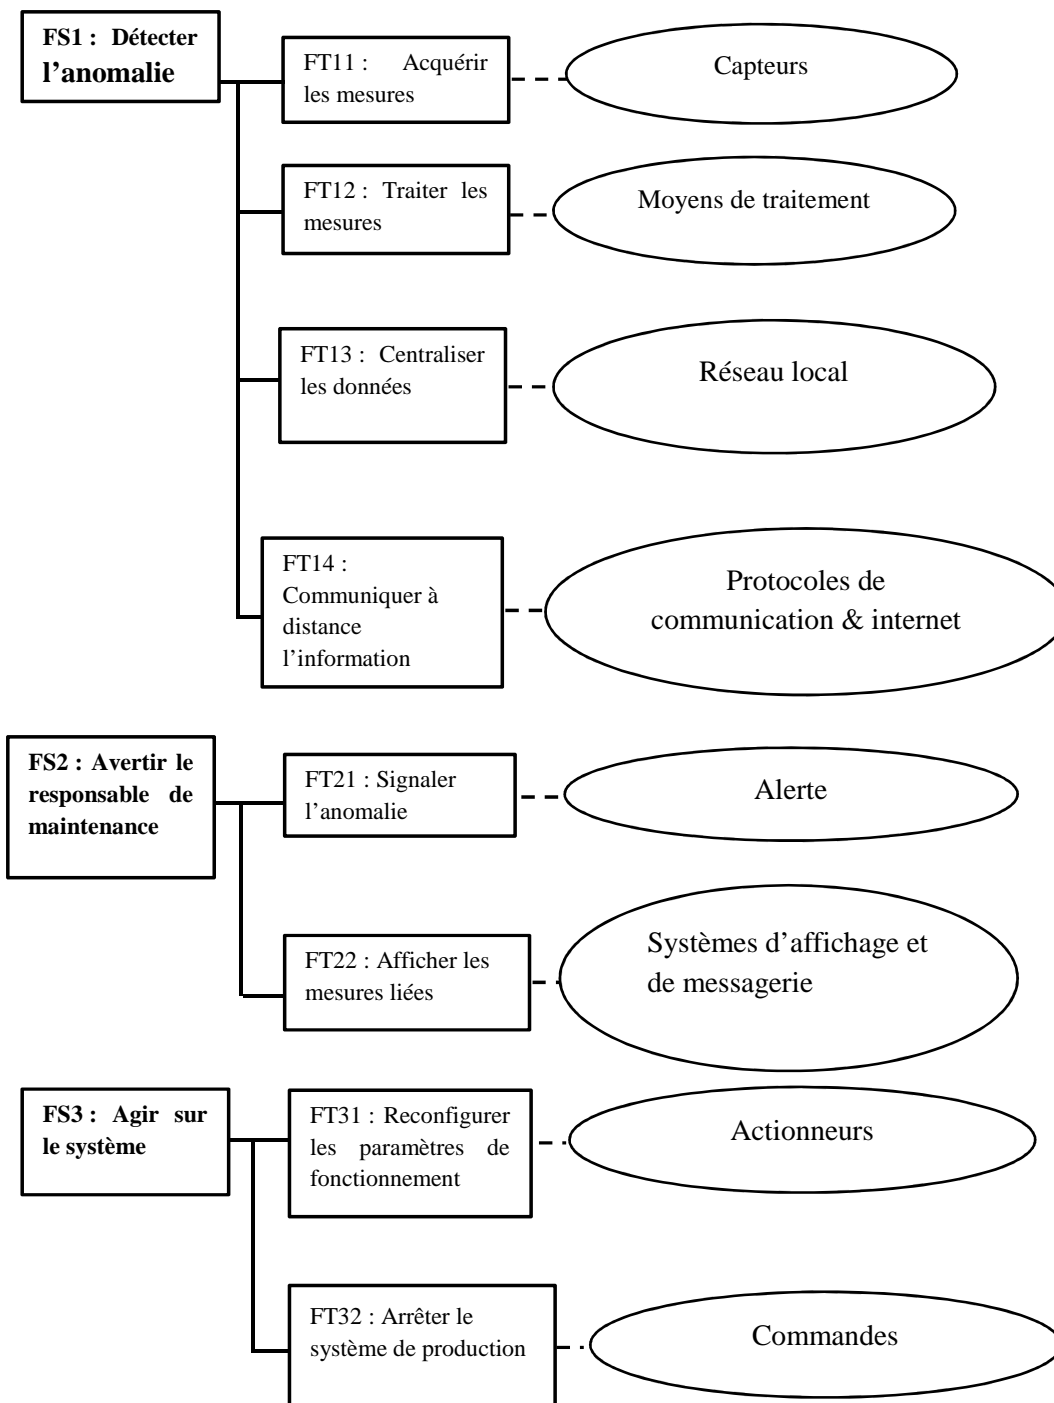 FS1 : Détecter
l’anomalie
FT11 : Acquérir
les mesures
Capteurs
FT12 : Traiter les
mesures
Moyens de traitement
FT13 : Centraliser
les données
Réseau local
FT14 :
Communiquer à
distance
l’information
Protocoles de
communication & internet
FS2 : Avertir le
responsable de
maintenance
FT21 : Signaler
l’anomalie
Alerte
FT22 : Afficher les
mesures liées
Systèmes d’affichage et
de messagerie
FS3 : Agir sur
le système
FT31 : Reconfigurer
les paramètres de
fonctionnement
Actionneurs
FT32 : Arrêter le
système de production
Commandes